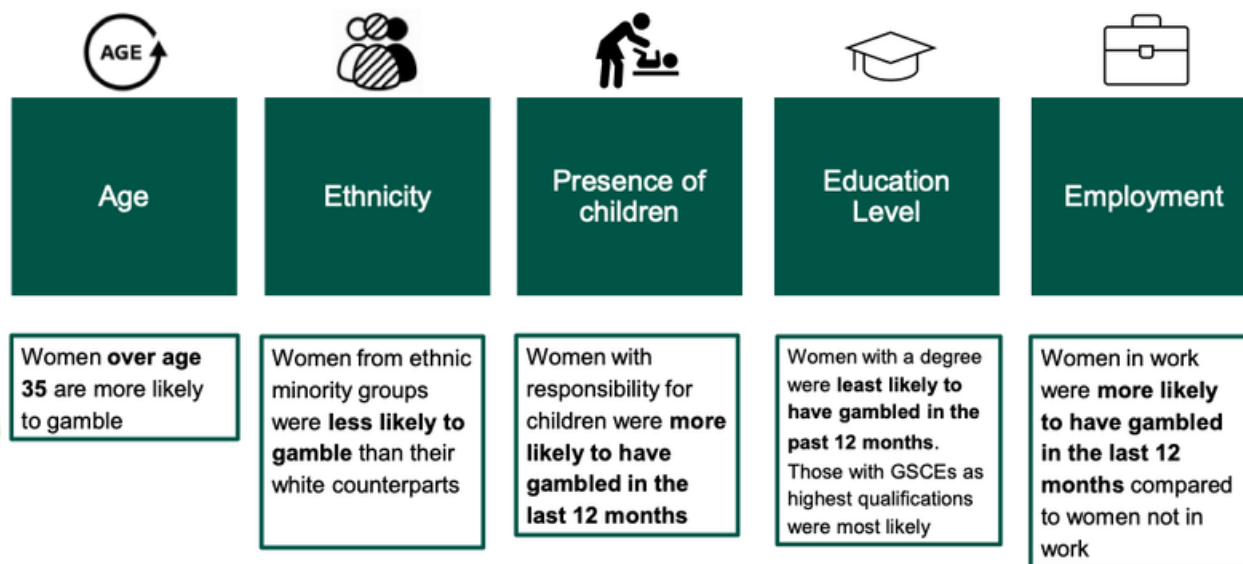 AGE
Age
Ethnicity
Presence of
children
Education
Level
Employment
Women over age
35 are more likely
to gamble
Women from ethnic
minority groups
were less likely to
gamble than their
white counterparts
Women with
responsibility for
children were more
likely to have
gambled in the
last 12 months
Women with a degree
were least likely to
have gambled in the
past 12 months.
Those with GSCEs as
highest qualifications
were most likely
Women in work
were more likely
to have gambled
in the last 12
months compared
to women not in
work